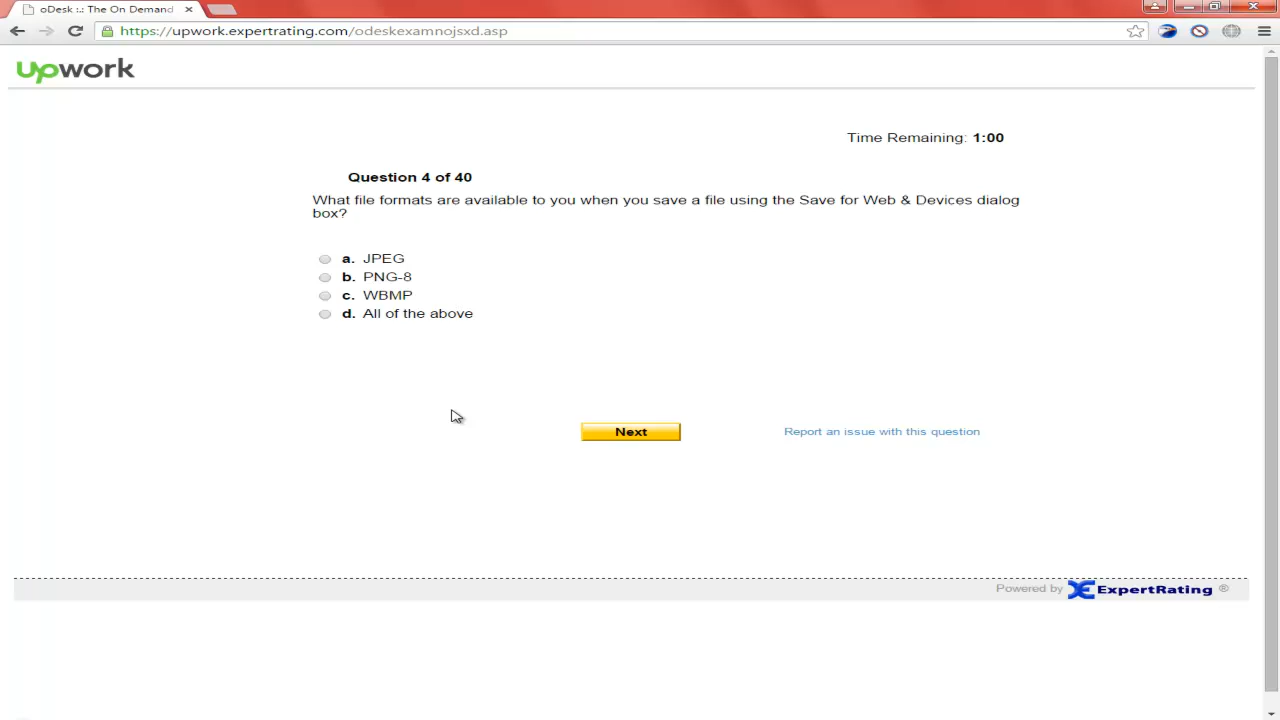 oDesk :.: The On Demand
https://upwork.expertrating.com/odeskexamnojsxd.asp
Upwork
Time Remaining: 1:00
Question 4 of 40
What file formats are available to you when you save a file using the Save for Web & Devices dialog
box?
a. JPEG
b. PNG-8
c. WBMP
d. All of the above
Next
Report an issue with this question
Powered by ExpertRating ®